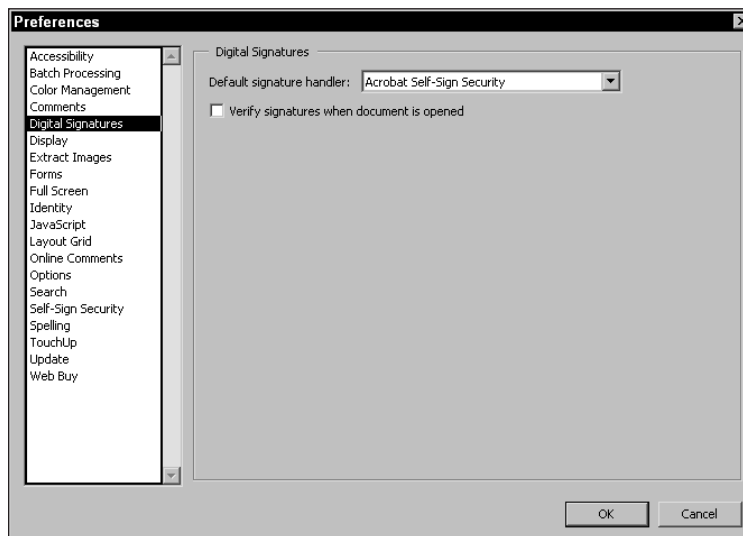 Preferences
Accessibility
Batch Processing
Color Management
Comments
Digital Signatures
Display
Extract Images
Forms
Full Screen
Identity
JavaScript
Layout Grid
Online Comments
Options
Search
Self-Sign Security
Spelling
TouchUp
Update
Web Buy
Digital Signatures
Default signature handler: Acrobat Self-Sign Security
Verify signatures when document is opened
OK Cancel